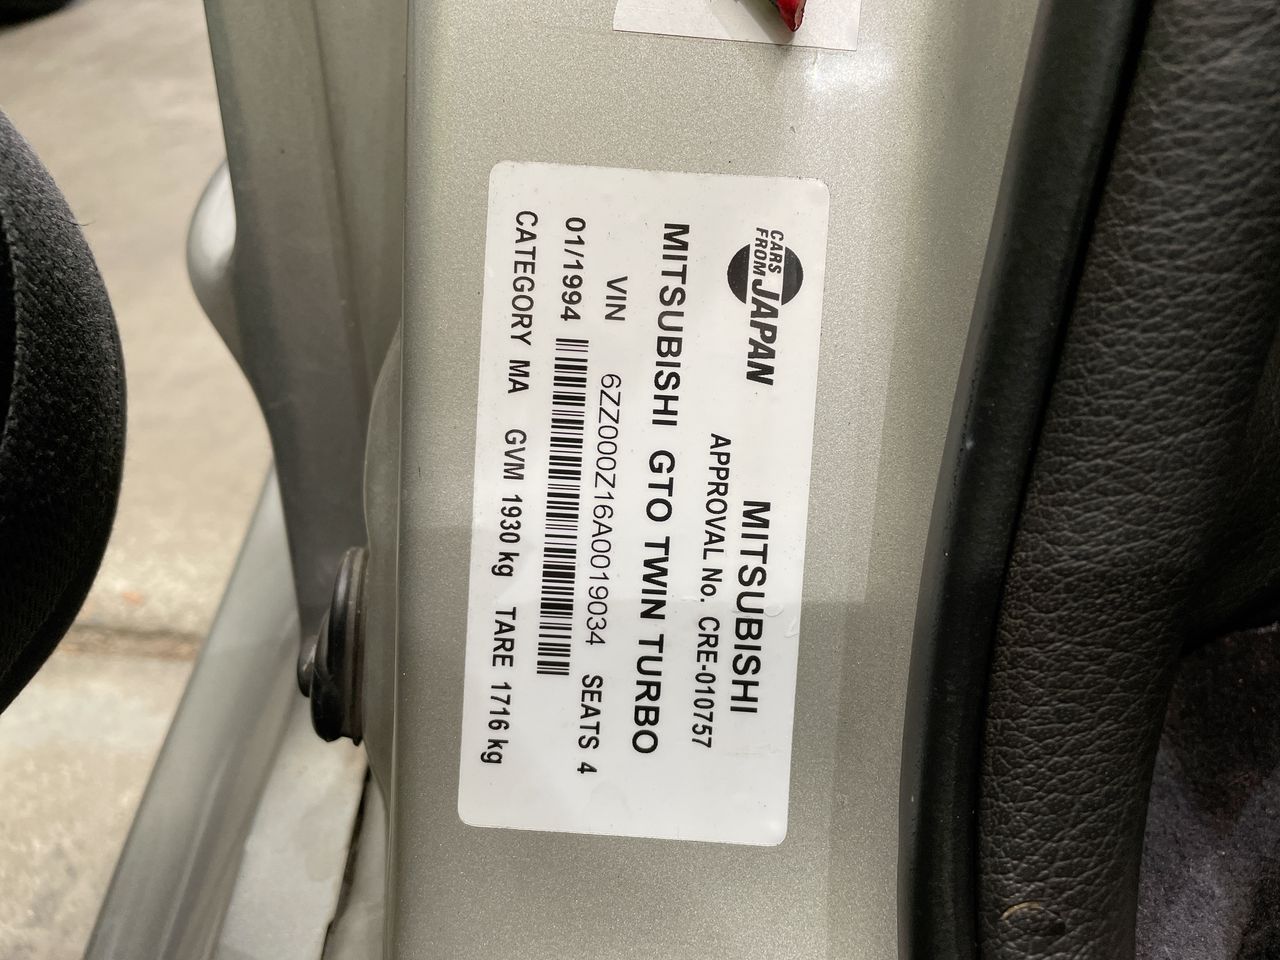 CARS
FROM JAPAN
MITSUBISHI
APPROVAL No. CRE-010757
MITSUBISHI GTO TWIN TURBO
VIN 6ZZ000Z16A0019034 SEATS 4
01/1994
CATEGORY MA GVM 1930 kg TARE 1716 kg